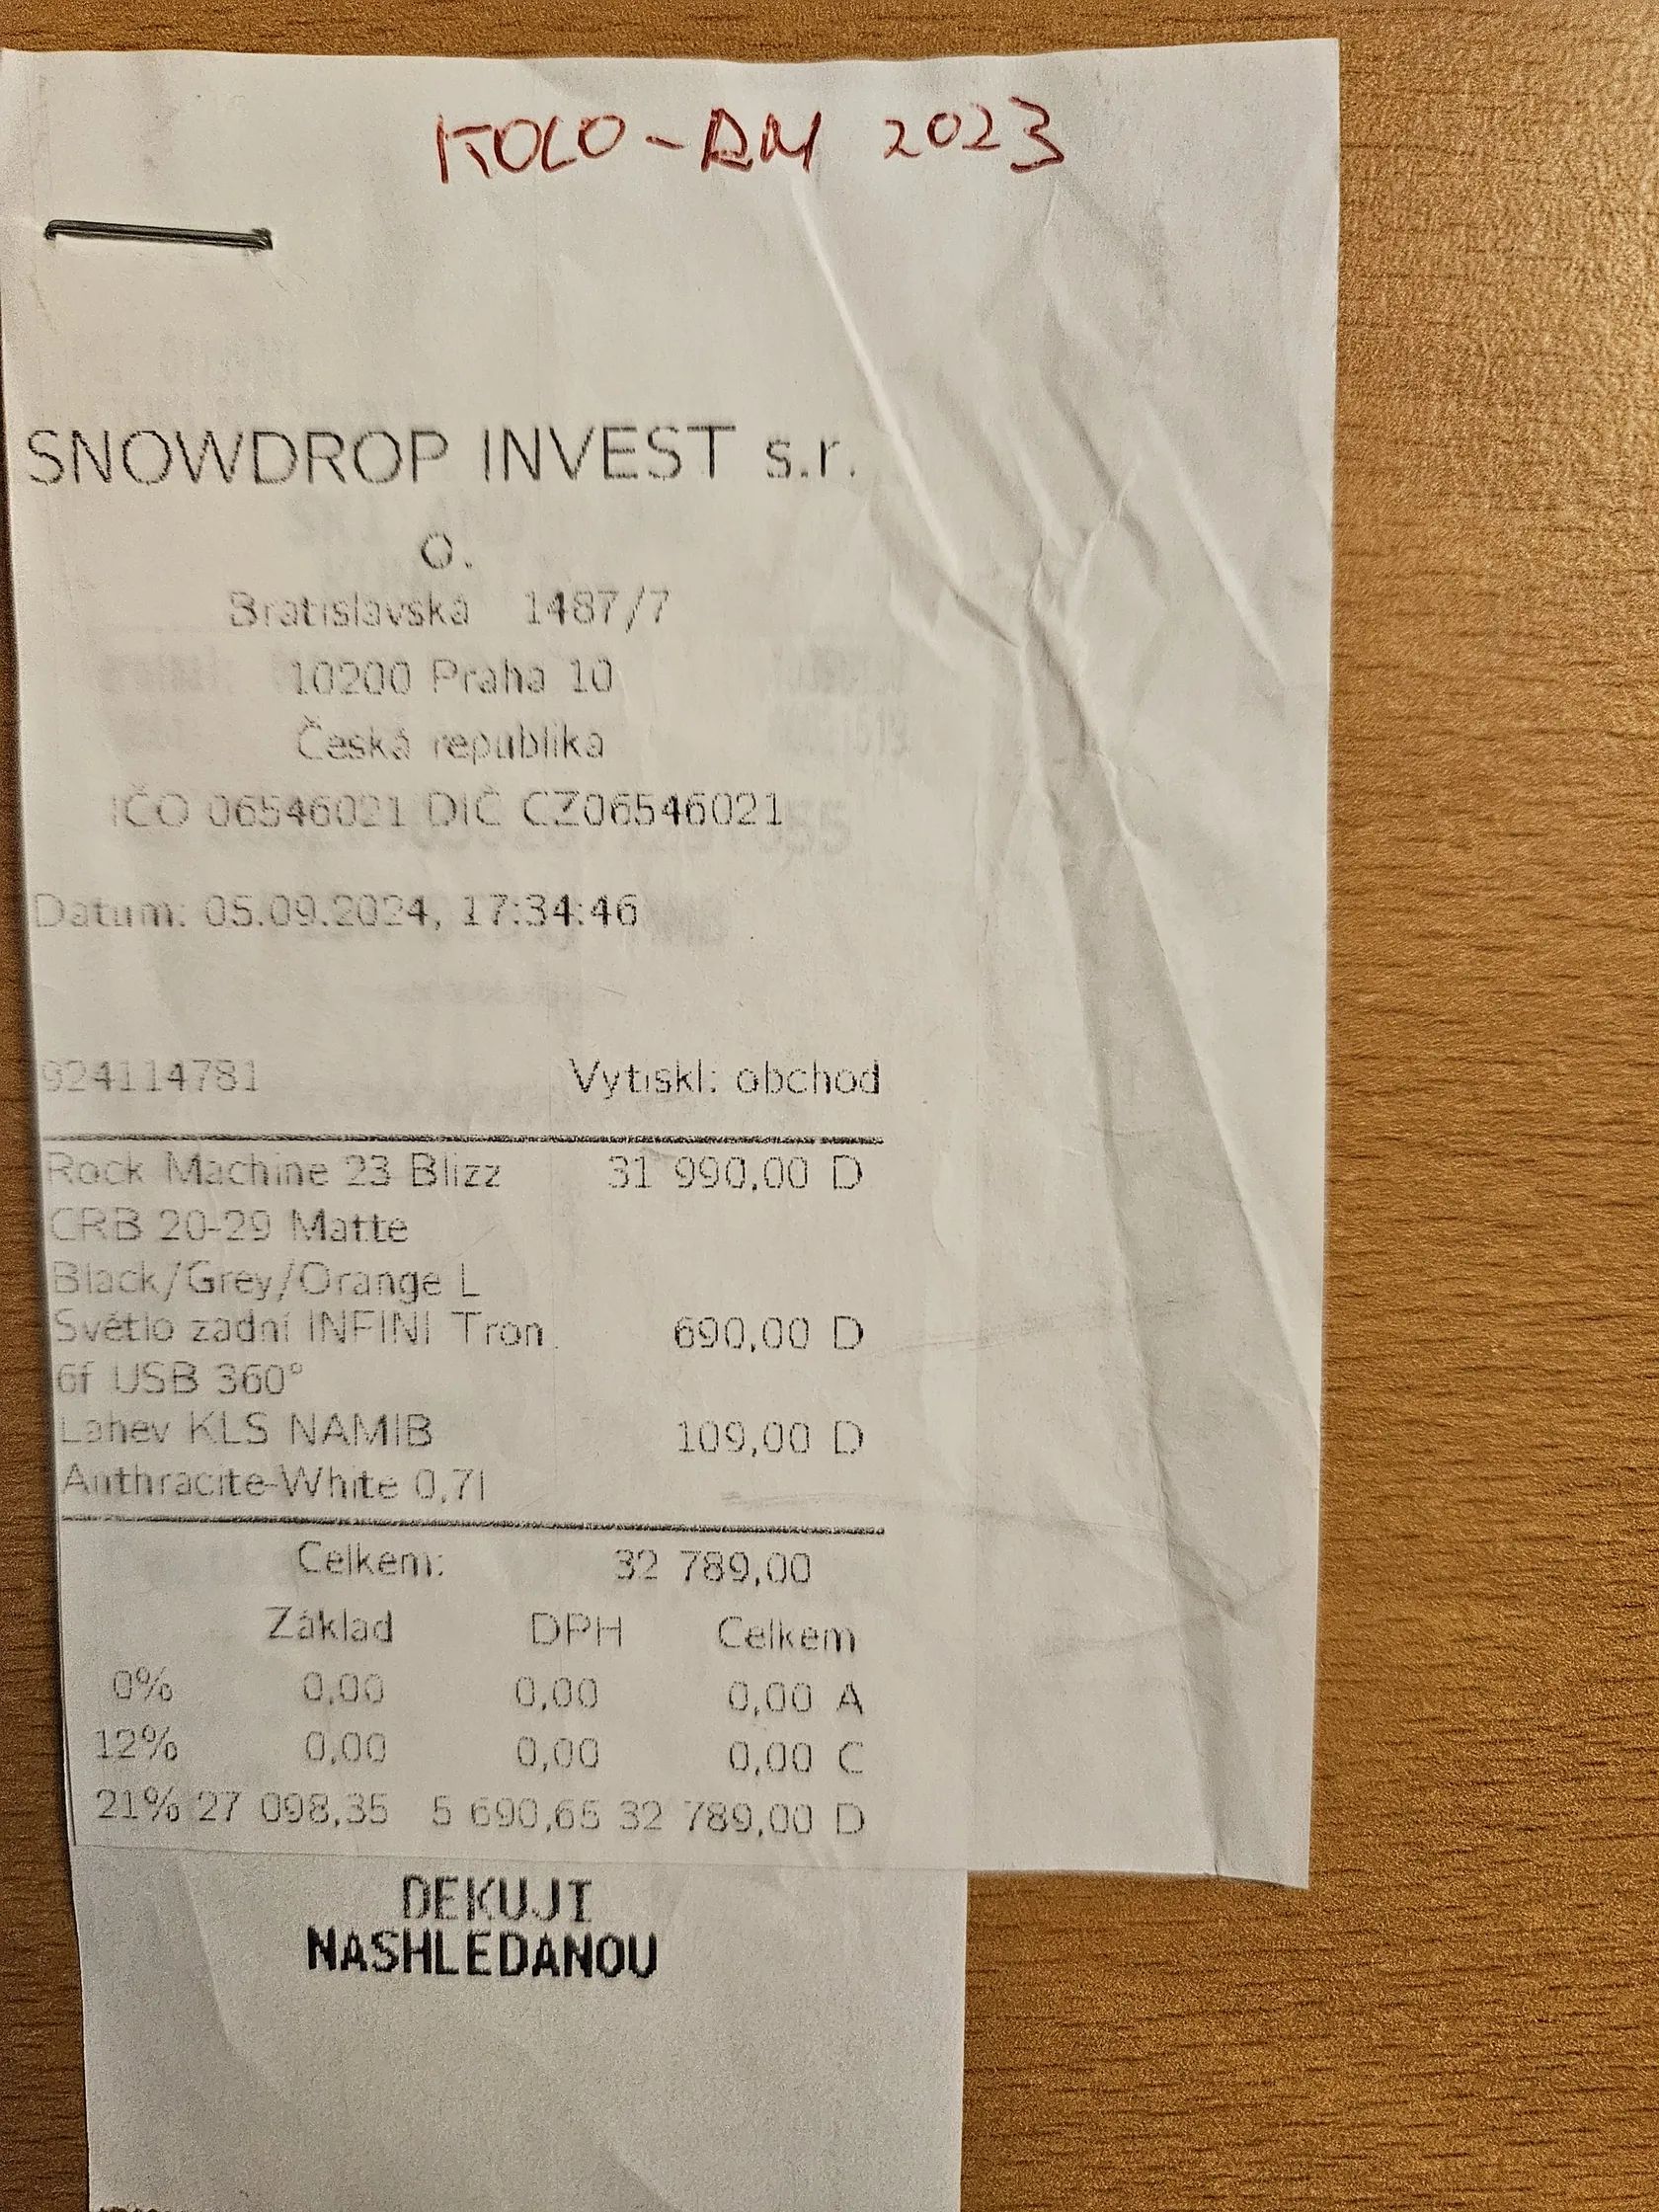 KOLO - RM 2023
SNOWDROP INVEST s.r.
o.
Bratislavská 1487/7
10200 Praha 10
Česká republika
IČO 06546021 DIČ CZ06546021
Datum: 05.09.2024, 17:34:46
924114781 Vytiskl: obchod
Rock Machine 23 Blizz 31 990,00 D
CRB 20-29 Matte
Black/Grey/Orange L
Světlo zadní INFINI Tron 690,00 D
6f USB 360°
Lahev KLS NAMIB 109,00 D
Anthracite-White 0,7l
Celkem: 32 789,00
Základ DPH Celkem
0% 0,00 0,00 0,00 A
12% 0,00 0,00 0,00 C
21% 27 098,35 5 690,65 32 789,00 D
DEKUJI
NASHLEDANOU